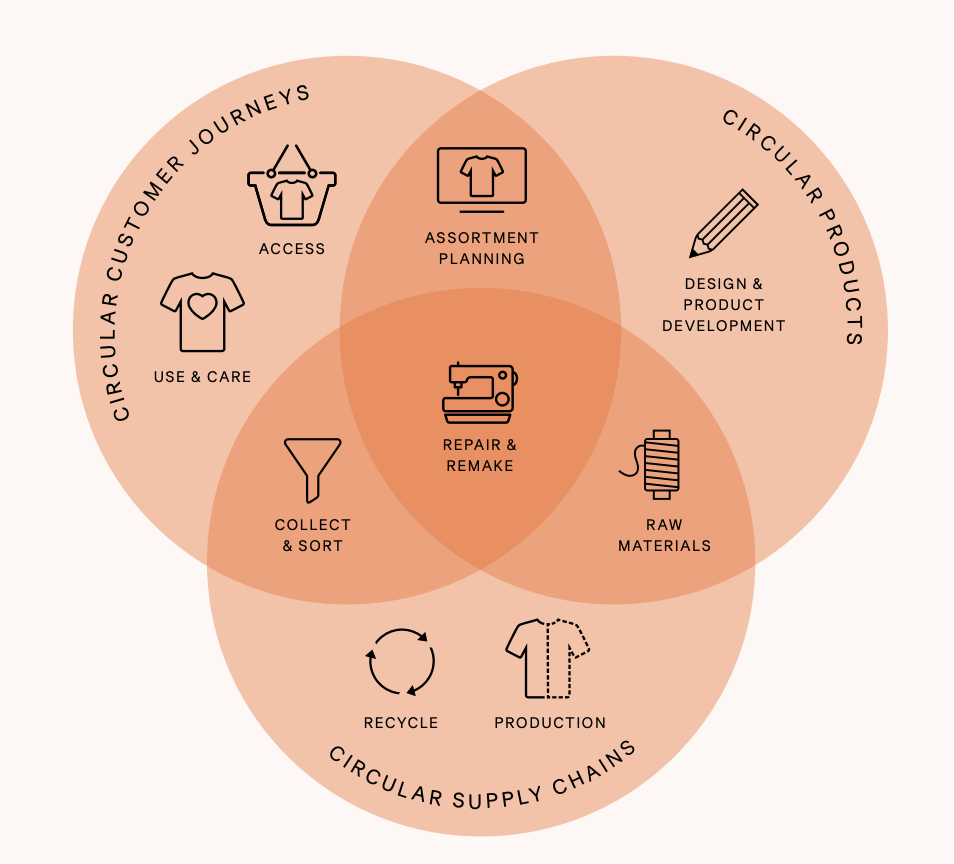 CIRCULAR CUSTOMER JOURNEYS
CIRCULAR PRODUCTS
ACCESS
ASSORTMENT
PLANNING
DESIGN &
PRODUCT
DEVELOPMENT
USE & CARE
REPAIR &
REMAKE
COLLECT
& SORT
RAW
MATERIALS
RECYCLE
PRODUCTION
CIRCULAR SUPPLY CHAINS